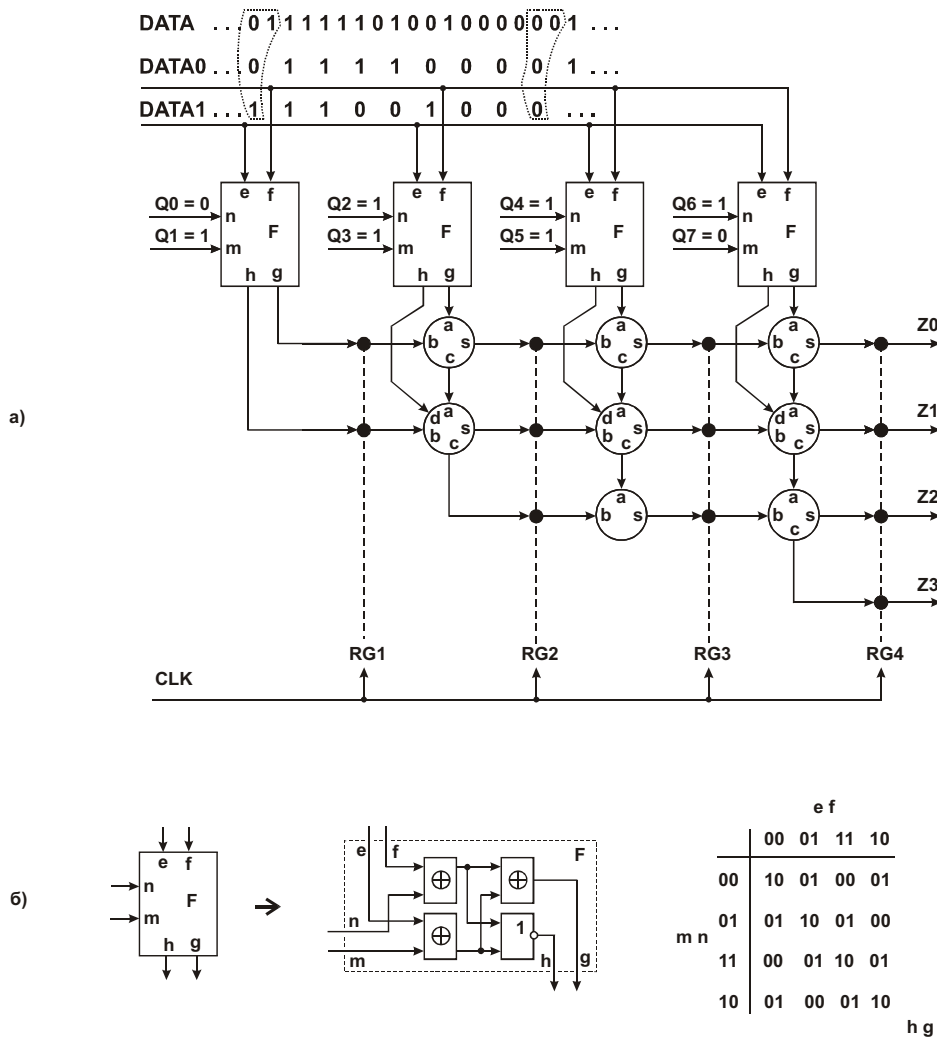 DATA . . . 0 1 1 1 1 1 1 0 1 0 0 1 0 0 0 0 0 0 1 . . .
DATA0 . . . 0 1 1 1 1 0 0 0 0 1 . . .
DATA1 . . . 1 1 1 0 0 1 0 0 0 . . .
e f e f e f e f
Q0 = 0 n Q2 = 1 n Q4 = 1 n Q6 = 1 n
F F F F
Q1 = 1 m Q3 = 1 m Q5 = 1 m Q7 = 0 m
h g h g h g h g
a a a Z0
b s b s b s
c c c
а)
d a d a d a Z1
b s b s b s
c c c
a a Z2
b s b s
c
Z3
RG1 RG2 RG3 RG4
CLK
e f
e f F
00 01 11 10
e f
n F
⊕ ⊕
00 10 01 00 01
б)
m
n ⊕ 1
01 01 10 01 00
m n
h g
m h g
11 00 01 10 01
10 01 00 01 10
h g